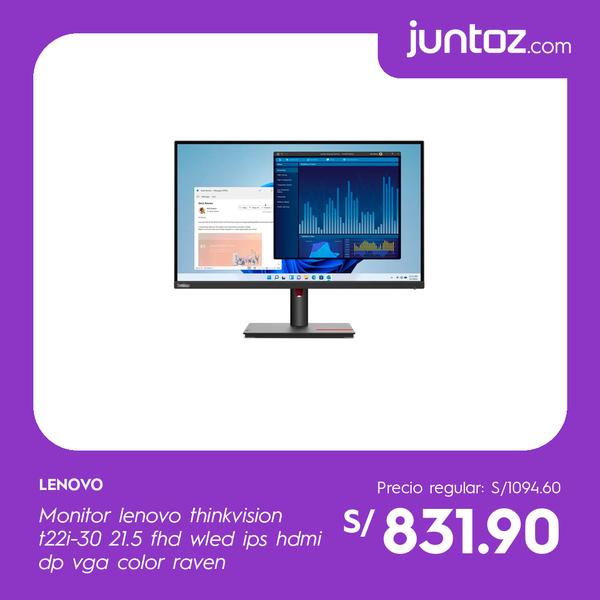 juntoz.com
LENOVO
Monitor lenovo thinkvision
t22i-30 21.5 fhd wled ips hdmi
dp vga color raven
Precio regular: S/1094.60
S/ 831.90